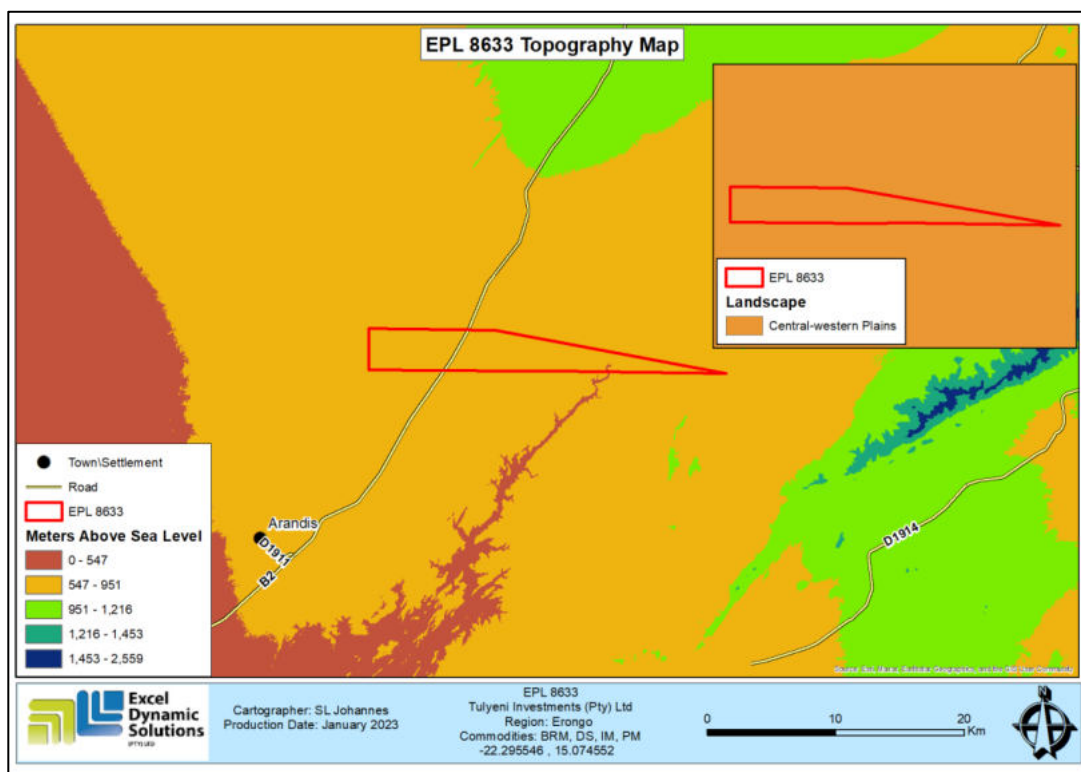 EPL 8633 Topography Map
EPL 8633
Landscape
Central-western Plains
Town\Settlement
Road
EPL 8633
Meters Above Sea Level
0 - 547
547 - 951
951 - 1,216
1,216 - 1,453
1,453 - 2,559
Arandis
D1911
B2
D1914
Excel
Dynamic
Solutions
(PTY) LTD
Cartographer: SL Johannes
Production Date: January 2023
EPL 8633
Tulyeni Investments (Pty) Ltd
Region: Erongo
Commodities: BRM, DS, IM, PM
-22.295546 , 15.074552
0 10 20
Km
N